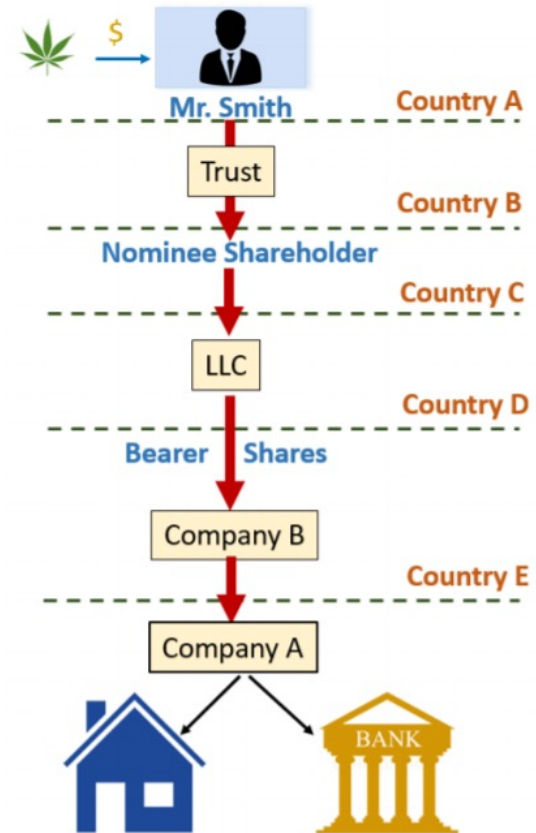 $
Mr. Smith
Country A
Trust
Country B
Nominee Shareholder
Country C
LLC
Country D
Bearer Shares
Company B
Country E
Company A
BANK